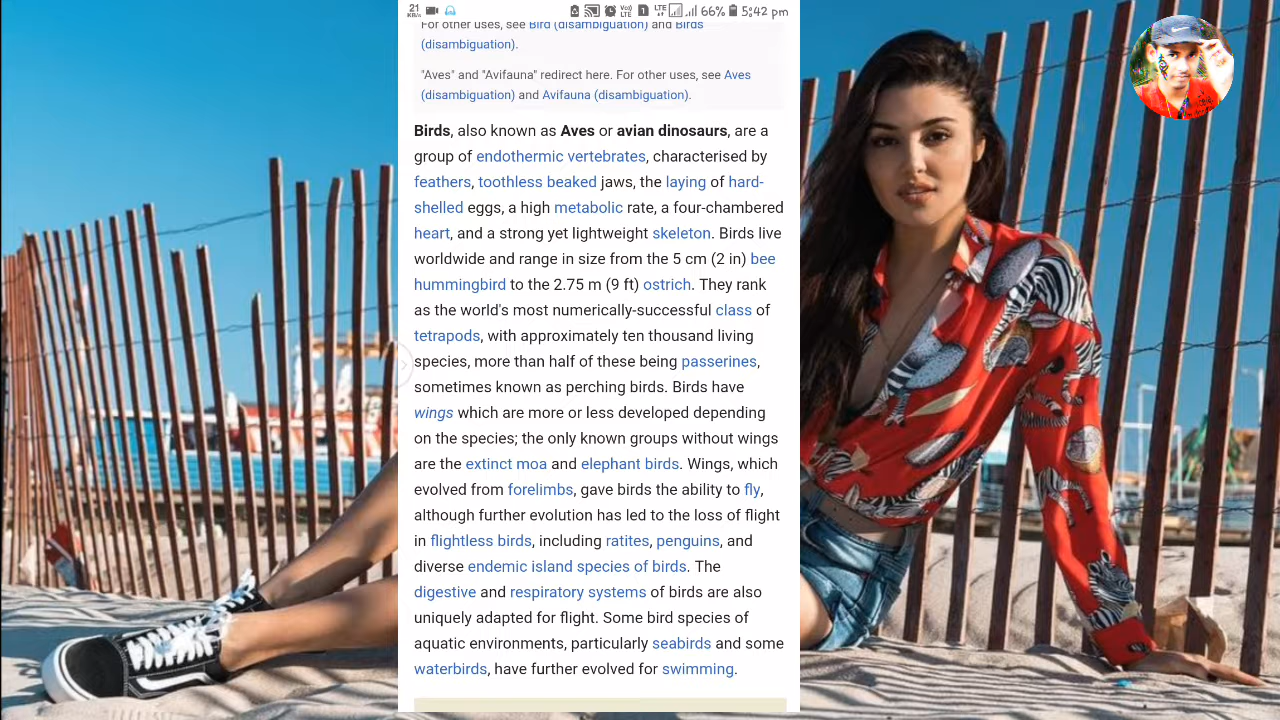 21
KB/s
Vo)
LTE
1
LTE
66%
5:42 pm
For other uses, see Bird (disambiguation) and Birds
(disambiguation).
"Aves" and "Avifauna" redirect here. For other uses, see Aves
(disambiguation) and Avifauna (disambiguation).
Birds, also known as Aves or avian dinosaurs, are a
group of endothermic vertebrates, characterised by
feathers, toothless beaked jaws, the laying of hard-
shelled eggs, a high metabolic rate, a four-chambered
heart, and a strong yet lightweight skeleton. Birds live
worldwide and range in size from the 5 cm (2 in) bee
hummingbird to the 2.75 m (9 ft) ostrich. They rank
as the world's most numerically-successful class of
tetrapods, with approximately ten thousand living
species, more than half of these being passerines,
sometimes known as perching birds. Birds have
wings which are more or less developed depending
on the species; the only known groups without wings
are the extinct moa and elephant birds. Wings, which
evolved from forelimbs, gave birds the ability to fly,
although further evolution has led to the loss of flight
in flightless birds, including ratites, penguins, and
diverse endemic island species of birds. The
digestive and respiratory systems of birds are also
uniquely adapted for flight. Some bird species of
aquatic environments, particularly seabirds and some
waterbirds, have further evolved for swimming.